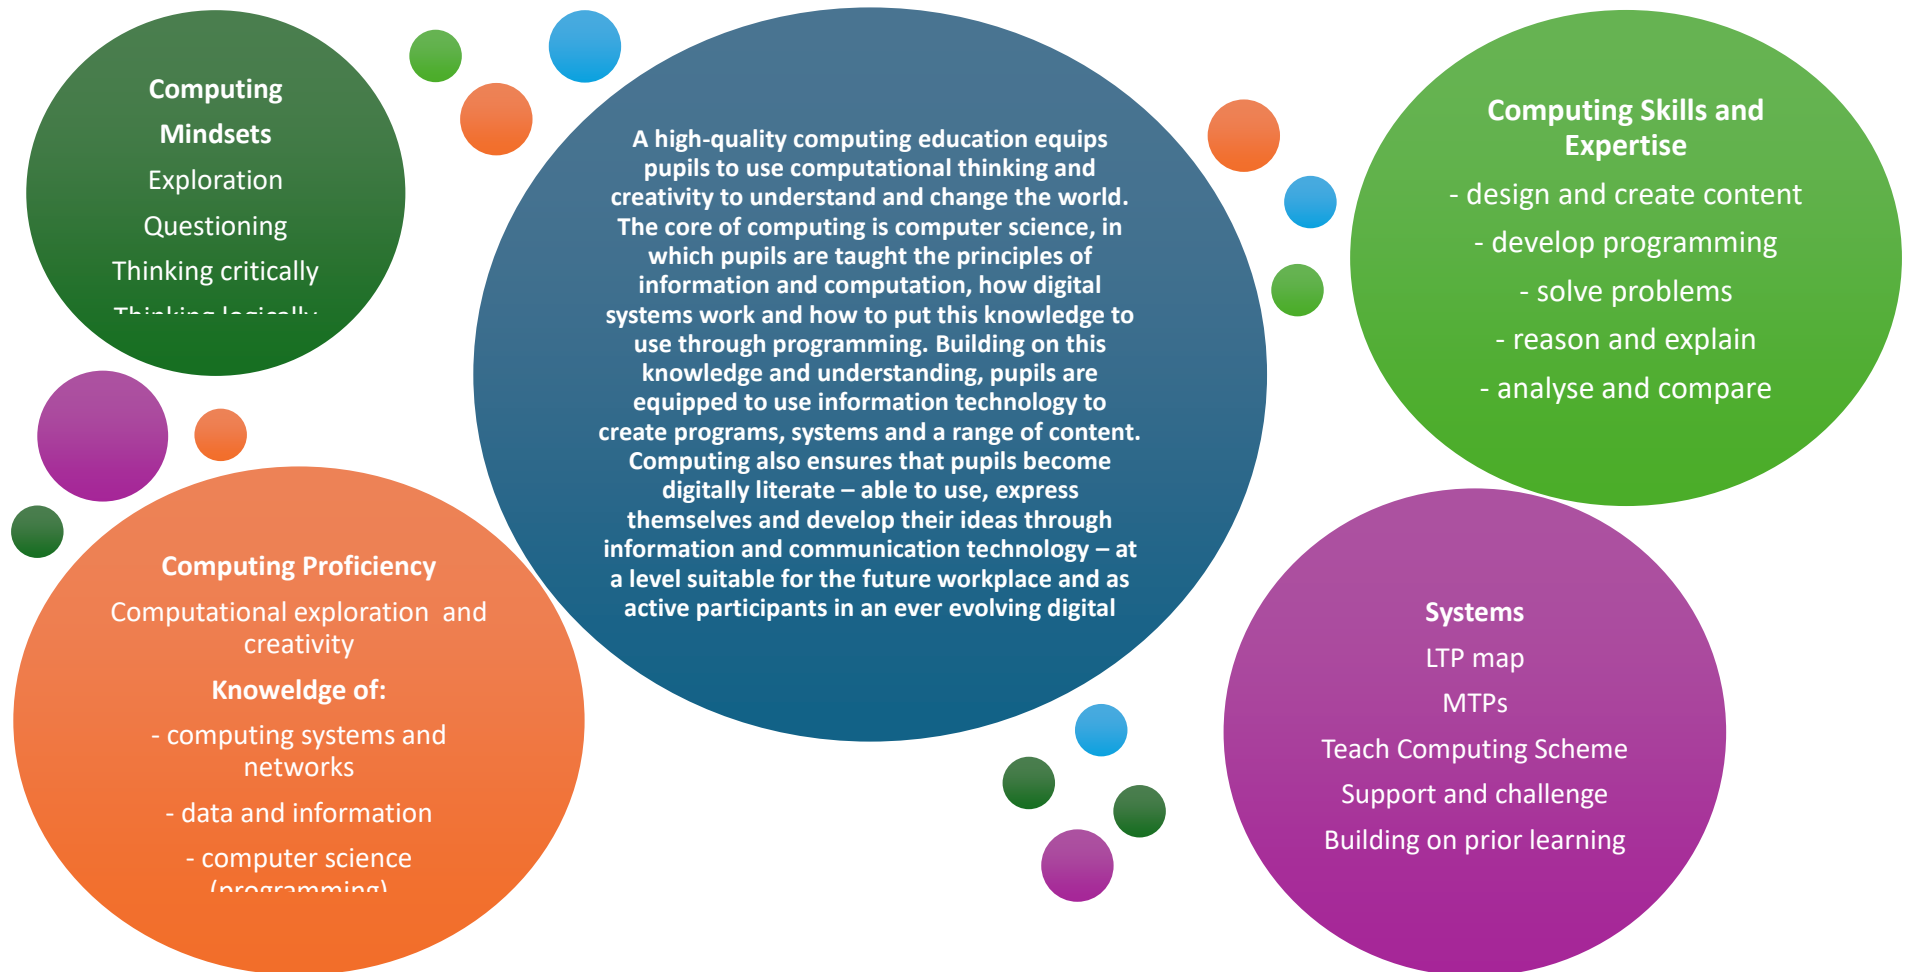 Computing
Mindsets
Exploration
Questioning
Thinking critically
Thinking logically
A high-quality computing education equips
pupils to use computational thinking and
creativity to understand and change the world.
The core of computing is computer science, in
which pupils are taught the principles of
information and computation, how digital
systems work and how to put this knowledge to
use through programming. Building on this
knowledge and understanding, pupils are
equipped to use information technology to
create programs, systems and a range of content.
Computing also ensures that pupils become
digitally literate – able to use, express
themselves and develop their ideas through
information and communication technology – at
a level suitable for the future workplace and as
active participants in an ever evolving digital
Computing Skills and
Expertise
- design and create content
- develop programming
- solve problems
- reason and explain
- analyse and compare
Computing Proficiency
Computational exploration  and
creativity
Knoweldge of:
- computing systems and
networks
- data and information
- computer science
(programming)
Systems
LTP map
MTPs
Teach Computing Scheme
Support and challenge
Building on prior learning